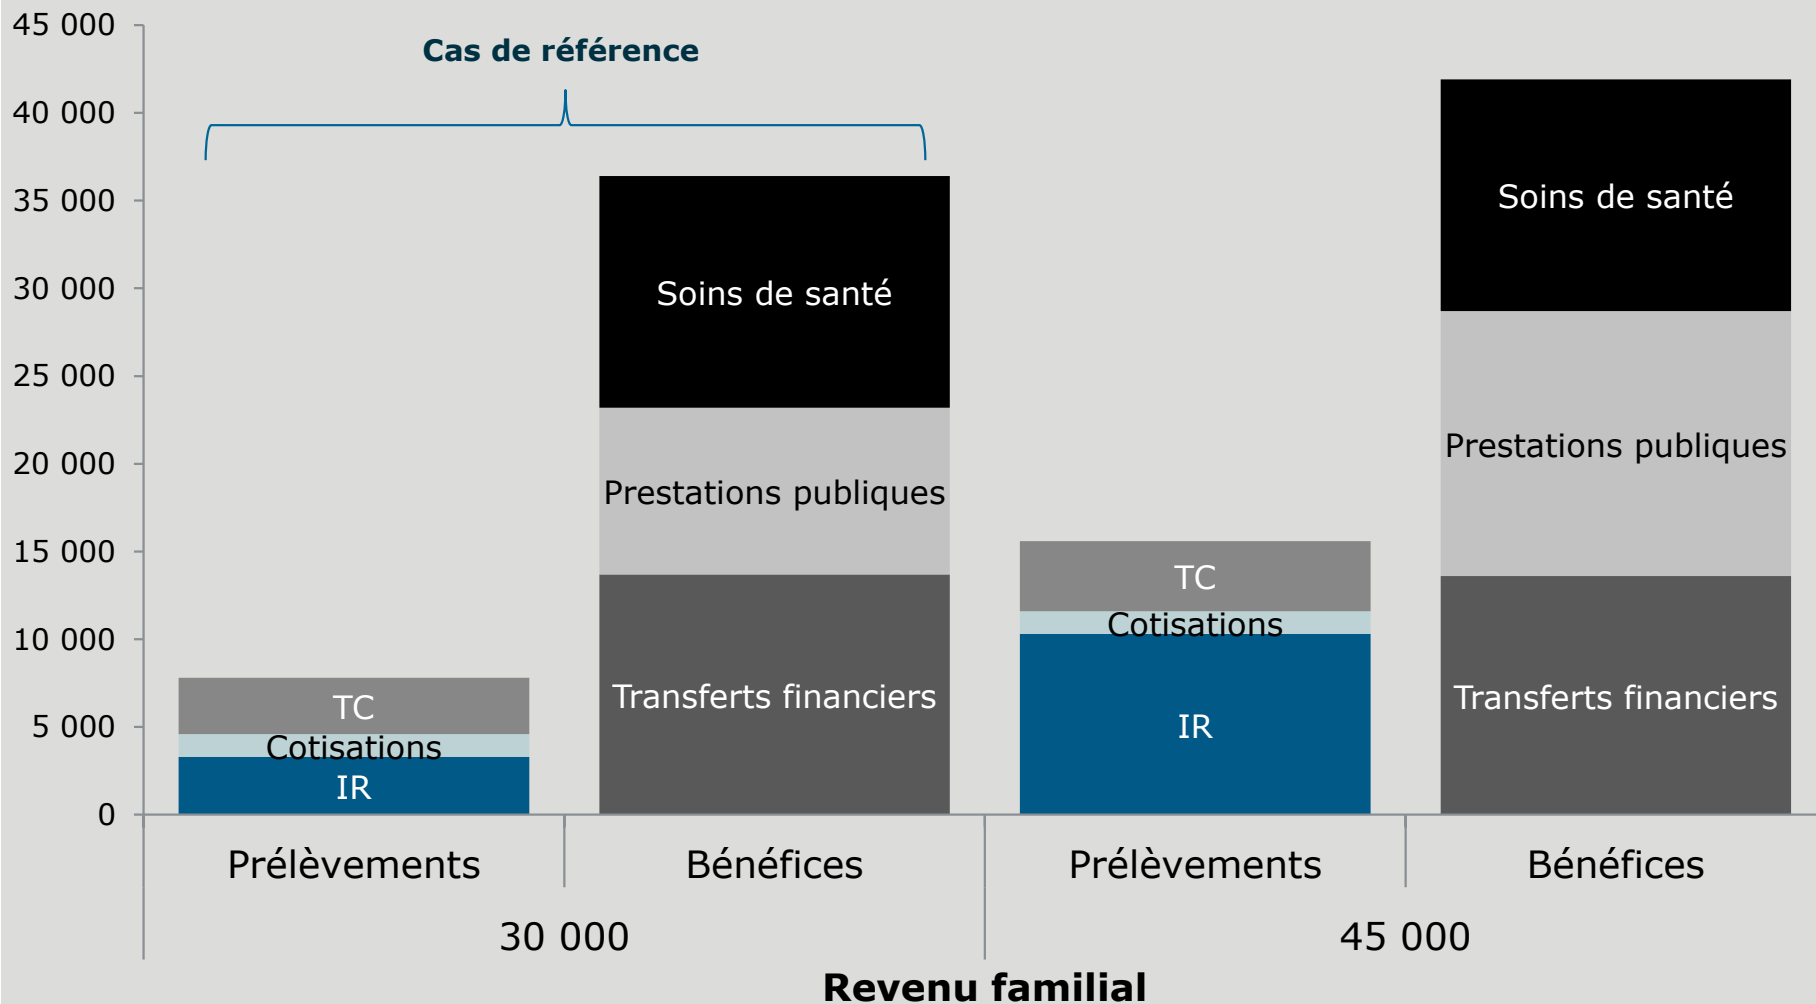 45 000
40 000
35 000
30 000
25 000
20 000
15 000
10 000
5 000
0
Cas de référence
TC
Cotisations
IR
Soins de santé
Prestations publiques
Transferts financiers
TC
Cotisations
IR
Soins de santé
Prestations publiques
Transferts financiers
Prélèvements Bénéfices Prélèvements Bénéfices
30 000 45 000
Revenu familial